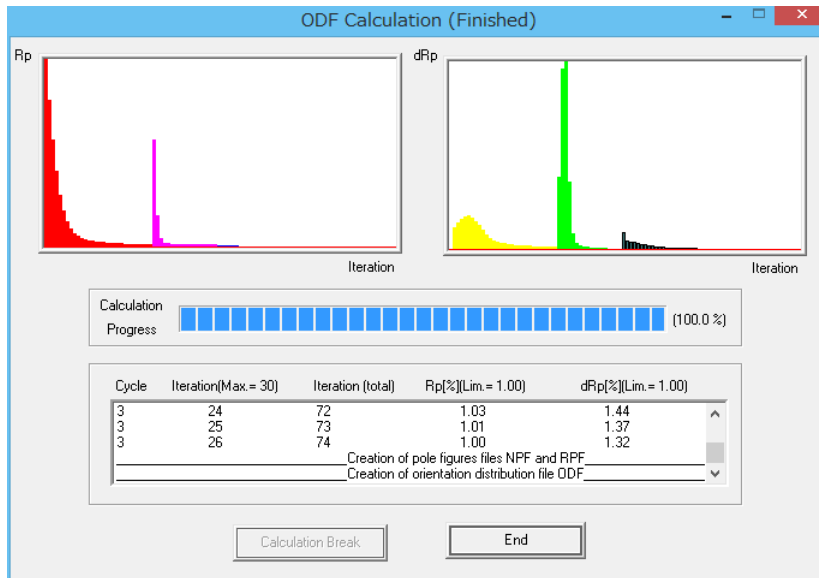 ODF Calculation (Finished)
Rp
dRp
Iteration
Iteration
Calculation
Progress
(100.0 %)
Cycle Iteration(Max.= 30) Iteration (total) Rp[%](Lim.= 1.00) dRp[%](Lim.= 1.00)
3 24 72 1.03 1.44
3 25 73 1.01 1.37
3 26 74 1.00 1.32
Creation of pole figures files NPF and RPF
Creation of orientation distribution file ODF
Calculation Break
End